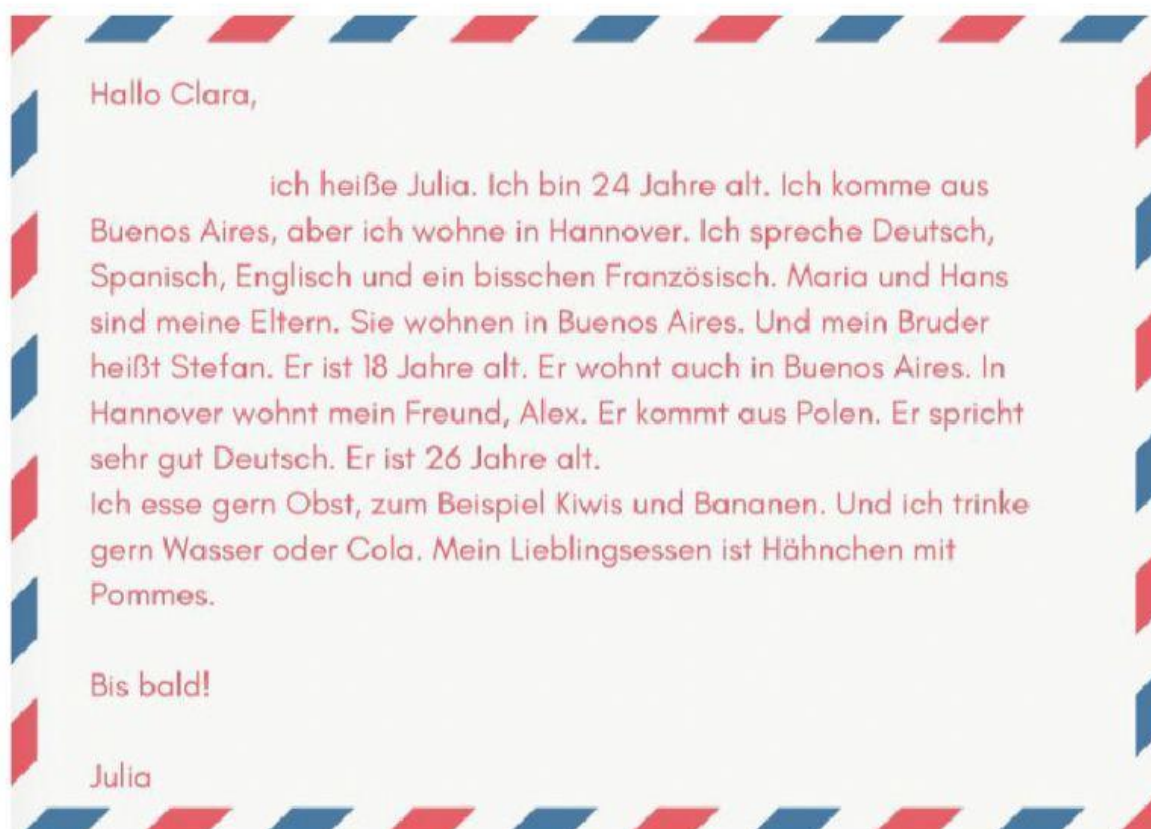 Hallo Clara,
ich heiße Julia. Ich bin 24 Jahre alt. Ich komme aus
Buenos Aires, aber ich wohne in Hannover. Ich spreche Deutsch,
Spanisch, Englisch und ein bisschen Französisch. Maria und Hans
sind meine Eltern. Sie wohnen in Buenos Aires. Und mein Bruder
heißt Stefan. Er ist 18 Jahre alt. Er wohnt auch in Buenos Aires. In
Hannover wohnt mein Freund, Alex. Er kommt aus Polen. Er spricht
sehr gut Deutsch. Er ist 26 Jahre alt.
Ich esse gern Obst, zum Beispiel Kiwis und Bananen. Und ich trinke
gern Wasser oder Cola. Mein Lieblingsessen ist Hähnchen mit
Pommes.
Bis bald!
Julia